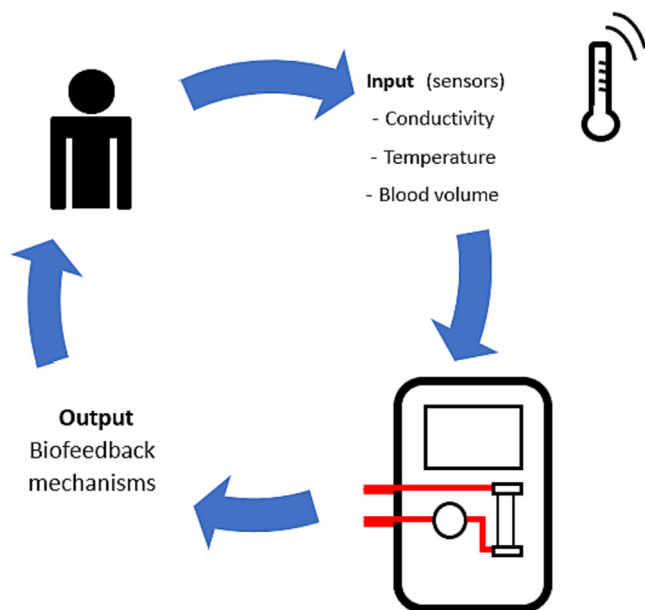 Input (sensors)
- Conductivity
- Temperature
- Blood volume
Output
Biofeedback
mechanisms